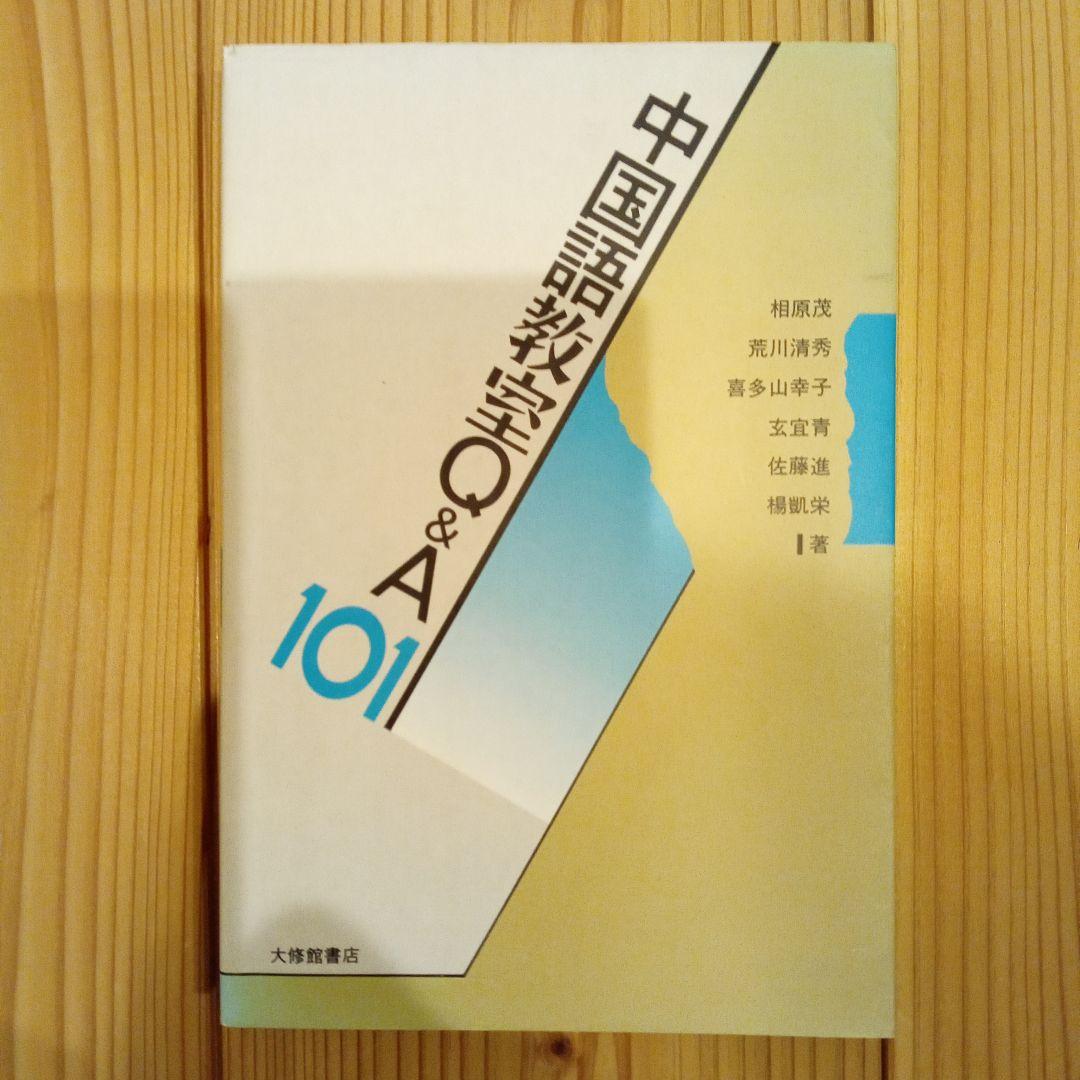 中国語教室Q&A
101
相原茂
荒川清秀
喜多山幸子
玄宜青
佐藤進
楊凱栄
著
大修館書店